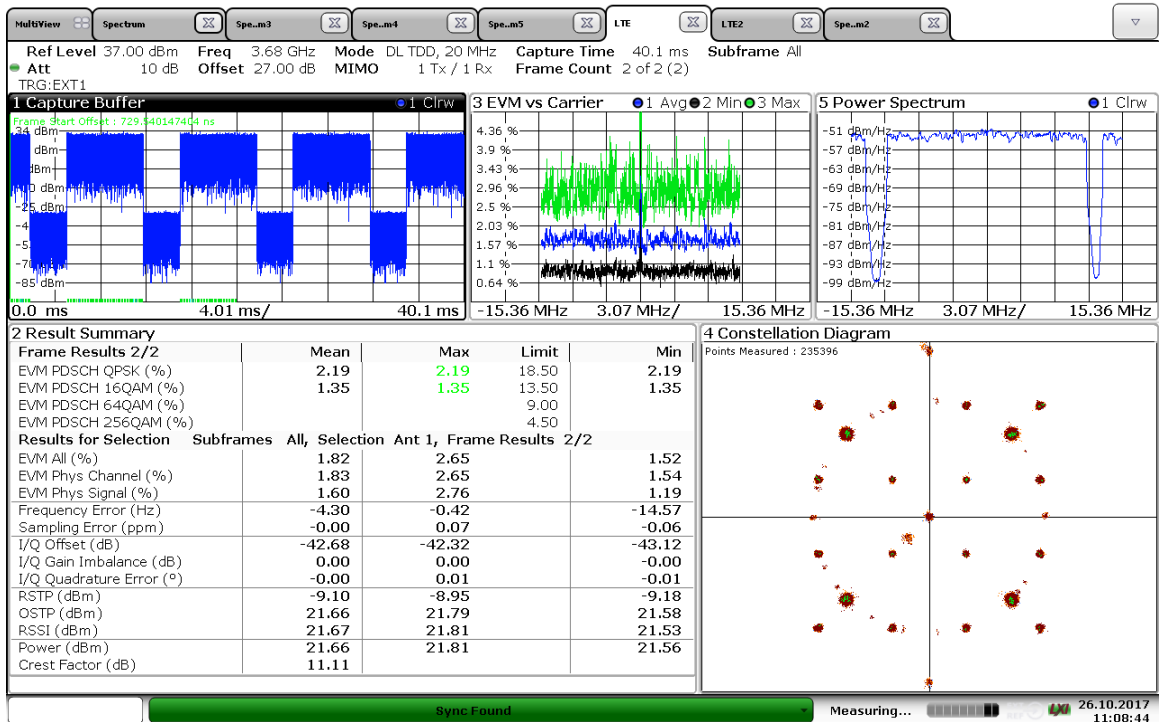 MultiView Spectrum Spe..m3 Spe..m4 Spe..m5 LTE LTE2 Spe..m2
Ref Level 37.00 dBm Freq 3.68 GHz Mode DL TDD, 20 MHz Capture Time 40.1 ms Subframe All
Att 10 dB Offset 27.00 dB MIMO 1 Tx / 1 Rx Frame Count 2 of 2 (2)
TRG:EXT1
1 Capture Buffer 1 Clrw
Frame Start Offset : 729.940147404 ns
34 dBm
dBm
dBm
0 dBm
-25 dBm
-85 dBm
0.0 ms 4.01 ms/ 40.1 ms
3 EVM vs Carrier 1 Avg 2 Min 3 Max
4.36 %
3.9 %
3.43 %
2.96 %
2.5 %
2.03 %
1.57 %
1.1 %
0.64 %
-15.36 MHz 3.07 MHz/ 15.36 MHz
5 Power Spectrum 1 Clrw
-51 dBm/Hz
-57 dBm/Hz
-63 dBm/Hz
-69 dBm/Hz
-75 dBm/Hz
-81 dBm/Hz
-87 dBm/Hz
-93 dBm/Hz
-99 dBm/Hz
-15.36 MHz 3.07 MHz/ 15.36 MHz
2 Result Summary
Frame Results 2/2 Mean Max Limit Min
EVM PDSCH QPSK (%) 2.19 2.19 18.50 2.19
EVM PDSCH 16QAM (%) 1.35 1.35 13.50 1.35
EVM PDSCH 64QAM (%) 9.00
EVM PDSCH 256QAM (%) 4.50
Results for Selection Subframes All, Selection Ant 1, Frame Results 2/2
EVM All (%) 1.82 2.65 1.52
EVM Phys Channel (%) 1.83 2.65 1.54
EVM Phys Signal (%) 1.60 2.76 1.19
Frequency Error (Hz) -4.30 -0.42 -14.57
Sampling Error (ppm) -0.00 0.07 -0.06
I/Q Offset (dB) -42.68 -42.32 -43.12
I/Q Gain Imbalance (dB) 0.00 0.00 -0.00
I/Q Quadrature Error (°) -0.00 0.01 -0.01
RSTP (dBm) -9.10 -8.95 -9.18
OSTP (dBm) 21.66 21.79 21.58
RSSI (dBm) 21.67 21.81 21.53
Power (dBm) 21.66 21.81 21.56
Crest Factor (dB) 11.11
4 Constellation Diagram
Points Measured : 235396
Sync Found
Measuring...
REF
LXI
26.10.2017
11:08:44